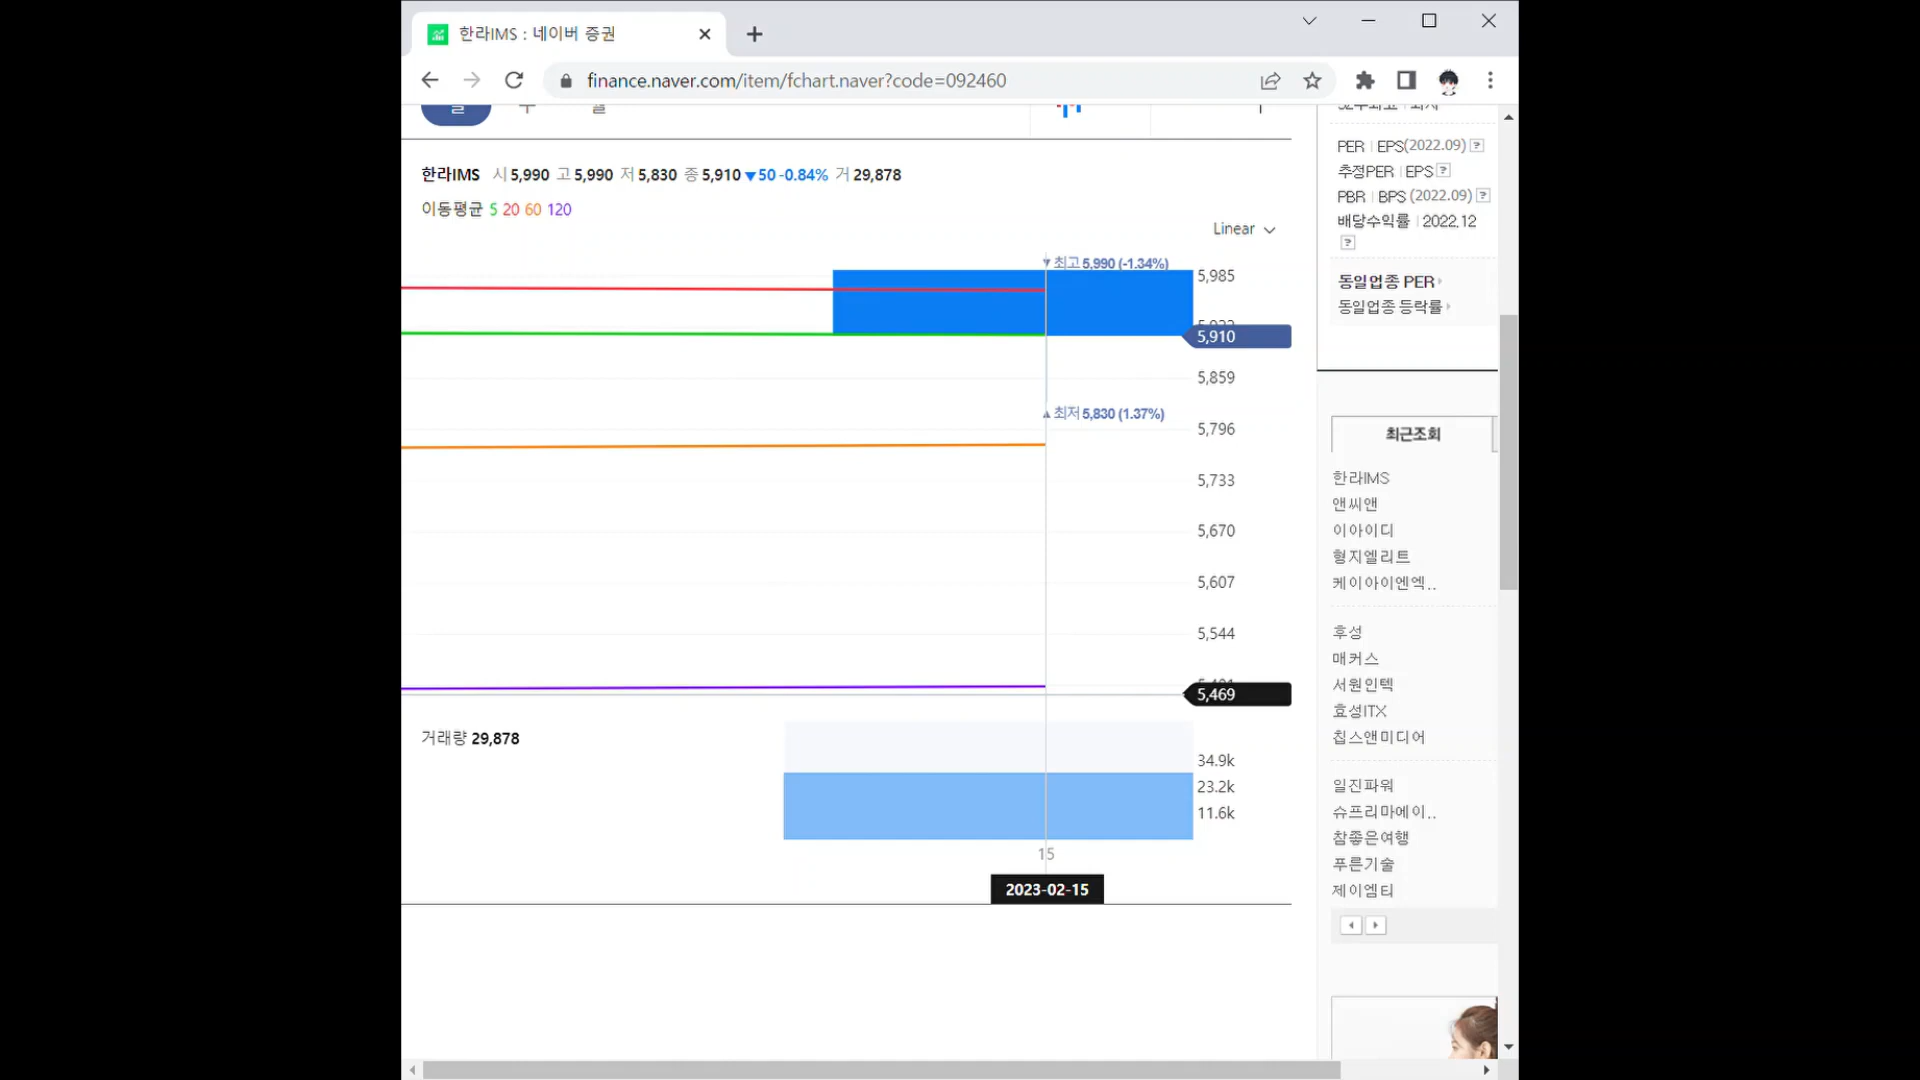 한라IMS : 네이버 증권
finance.naver.com/item/fchart.naver?code=092460
일 주 월
한라IMS 시 5,990 고 5,990 저 5,830 종 5,910 ▼50 -0.84% 거 29,878
이동평균 5 20 60 120
Linear
최고 5,990 (-1.34%)
5,985
5,910
5,859
최저 5,830 (1.37%)
5,796
5,733
5,670
5,607
5,544
5,469
거래량 29,878
34.9k
23.2k
11.6k
15
2023-02-15
PER | EPS(2022.09) ?
추정PER | EPS ?
PBR | BPS (2022.09) ?
배당수익률 | 2022.12
?
동일업종 PER
동일업종 등락률
최근조회
한라IMS
앤씨앤
이아이디
형지엘리트
케이아이엔엑..
후성
매커스
서원인텍
효성ITX
칩스앤미디어
일진파워
슈프리마에이..
참좋은여행
푸른기술
제이엠티